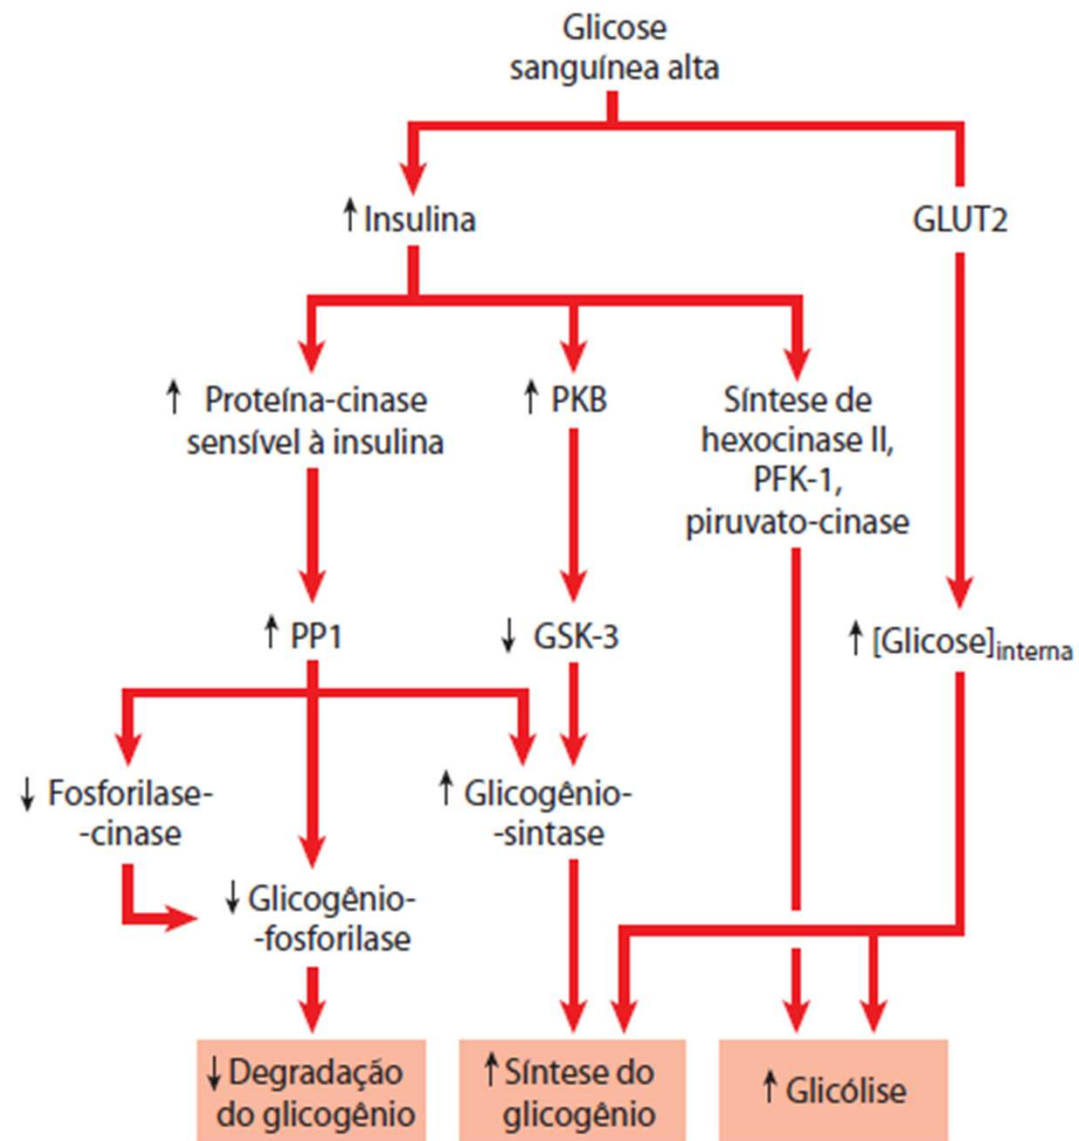 Glicose
sanguínea alta
↑ Insulina
GLUT2
↑ Proteína-cinase
sensível à insulina
↑ PKB
Síntese de
hexocinase II,
PFK-1,
piruvato-cinase
↑ PP1
↓ GSK-3
↑ [Glicose]interna
↓ Fosforilase-
-cinase
↑ Glicogênio-
-sintase
↓ Glicogênio-
-fosforilase
↓ Degradação
do glicogênio
↑ Síntese do
glicogênio
↑ Glicólise